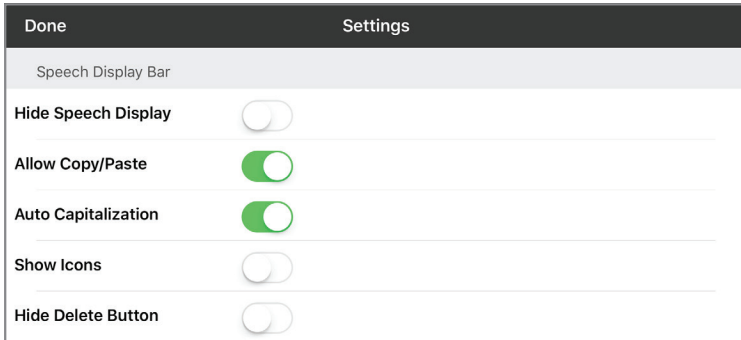 Done Settings
Speech Display Bar
Hide Speech Display
Allow Copy/Paste
Auto Capitalization
Show Icons
Hide Delete Button